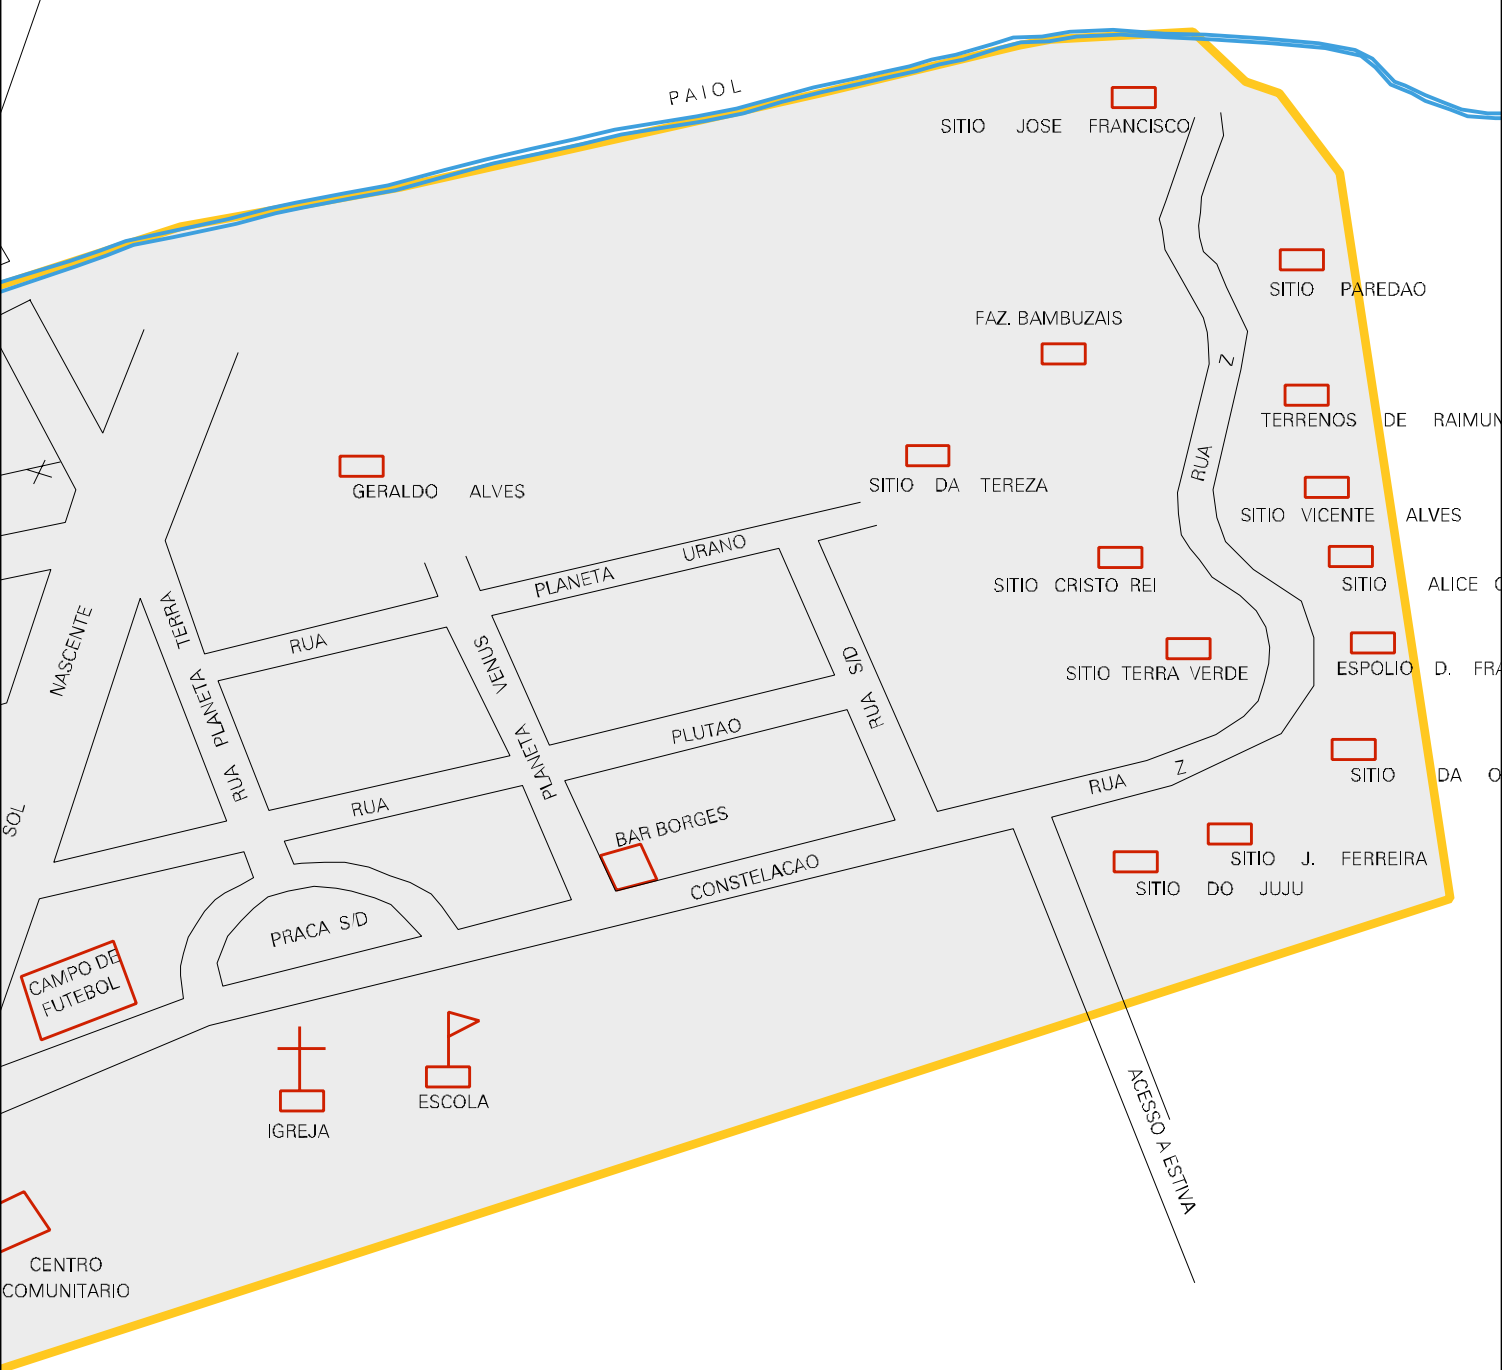 PAIOL
SITIO JOSE FRANCISCO
SITIO PAREDAO
FAZ. BAMBUZAIS
RUA Z
TERRENOS DE RAIMUN
GERALDO ALVES
SITIO DA TEREZA
SITIO VICENTE ALVES
SITIO CRISTO REI
SITIO ALICE
RUA PLANETA URANO
RUA PLANETA TERRA
NASCENTE
PLANETA VENUS
RUA S/D
SITIO TERRA VERDE
ESPOLIO D. FRA
RUA PLUTAO
SITIO DA O
RUA Z
SOL
BAR BORGES
CONSTELACAO
SITIO J. FERREIRA
SITIO DO JUJU
PRACA S/D
CAMPO DE
FUTEBOL
ESCOLA
IGREJA
ACESSO A ESTIVA
CENTRO
COMUNITARIO